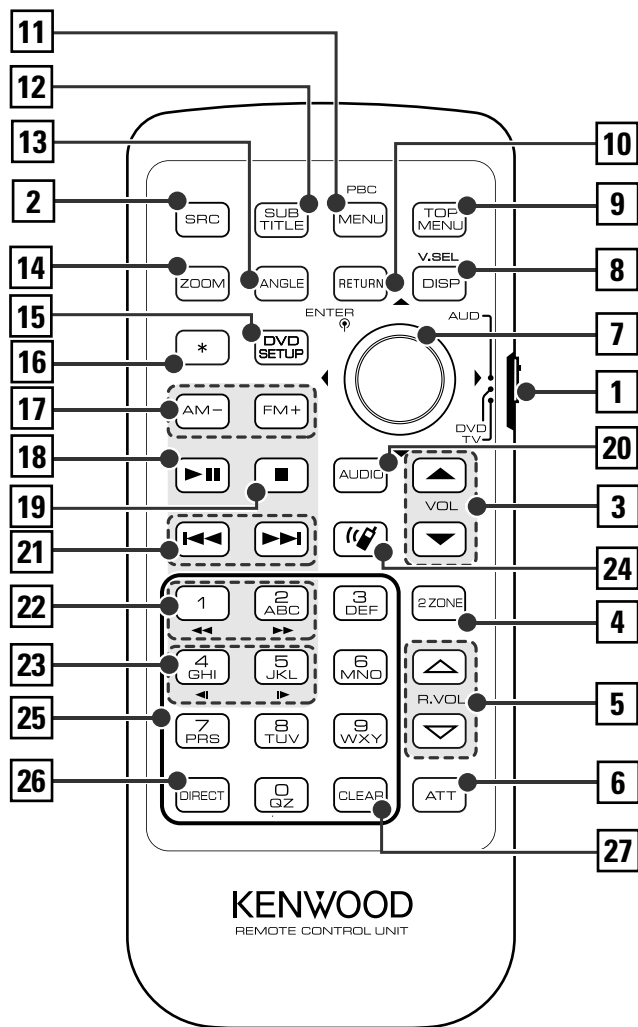 11
12
13
10
PBC
2
SRC
SUB TITLE
MENU
TOP MENU
9
14
ZOOM
ANGLE
RETURN
V.SEL
DISP
8
15
ENTER
AUD
7
16
*
DVD SETUP
1
17
AM−
FM+
DVD
TV
18
AUDIO
20
19
VOL
3
21
24
22
1
2 ABC
3 DEF
2 ZONE
4
23
4 GHI
5 JKL
6 MNO
R.VOL
5
25
7 PRS
8 TUV
9 WXY
26
DIRECT
0 QZ
CLEAR
ATT
6
27
KENWOOD
REMOTE CONTROL UNIT